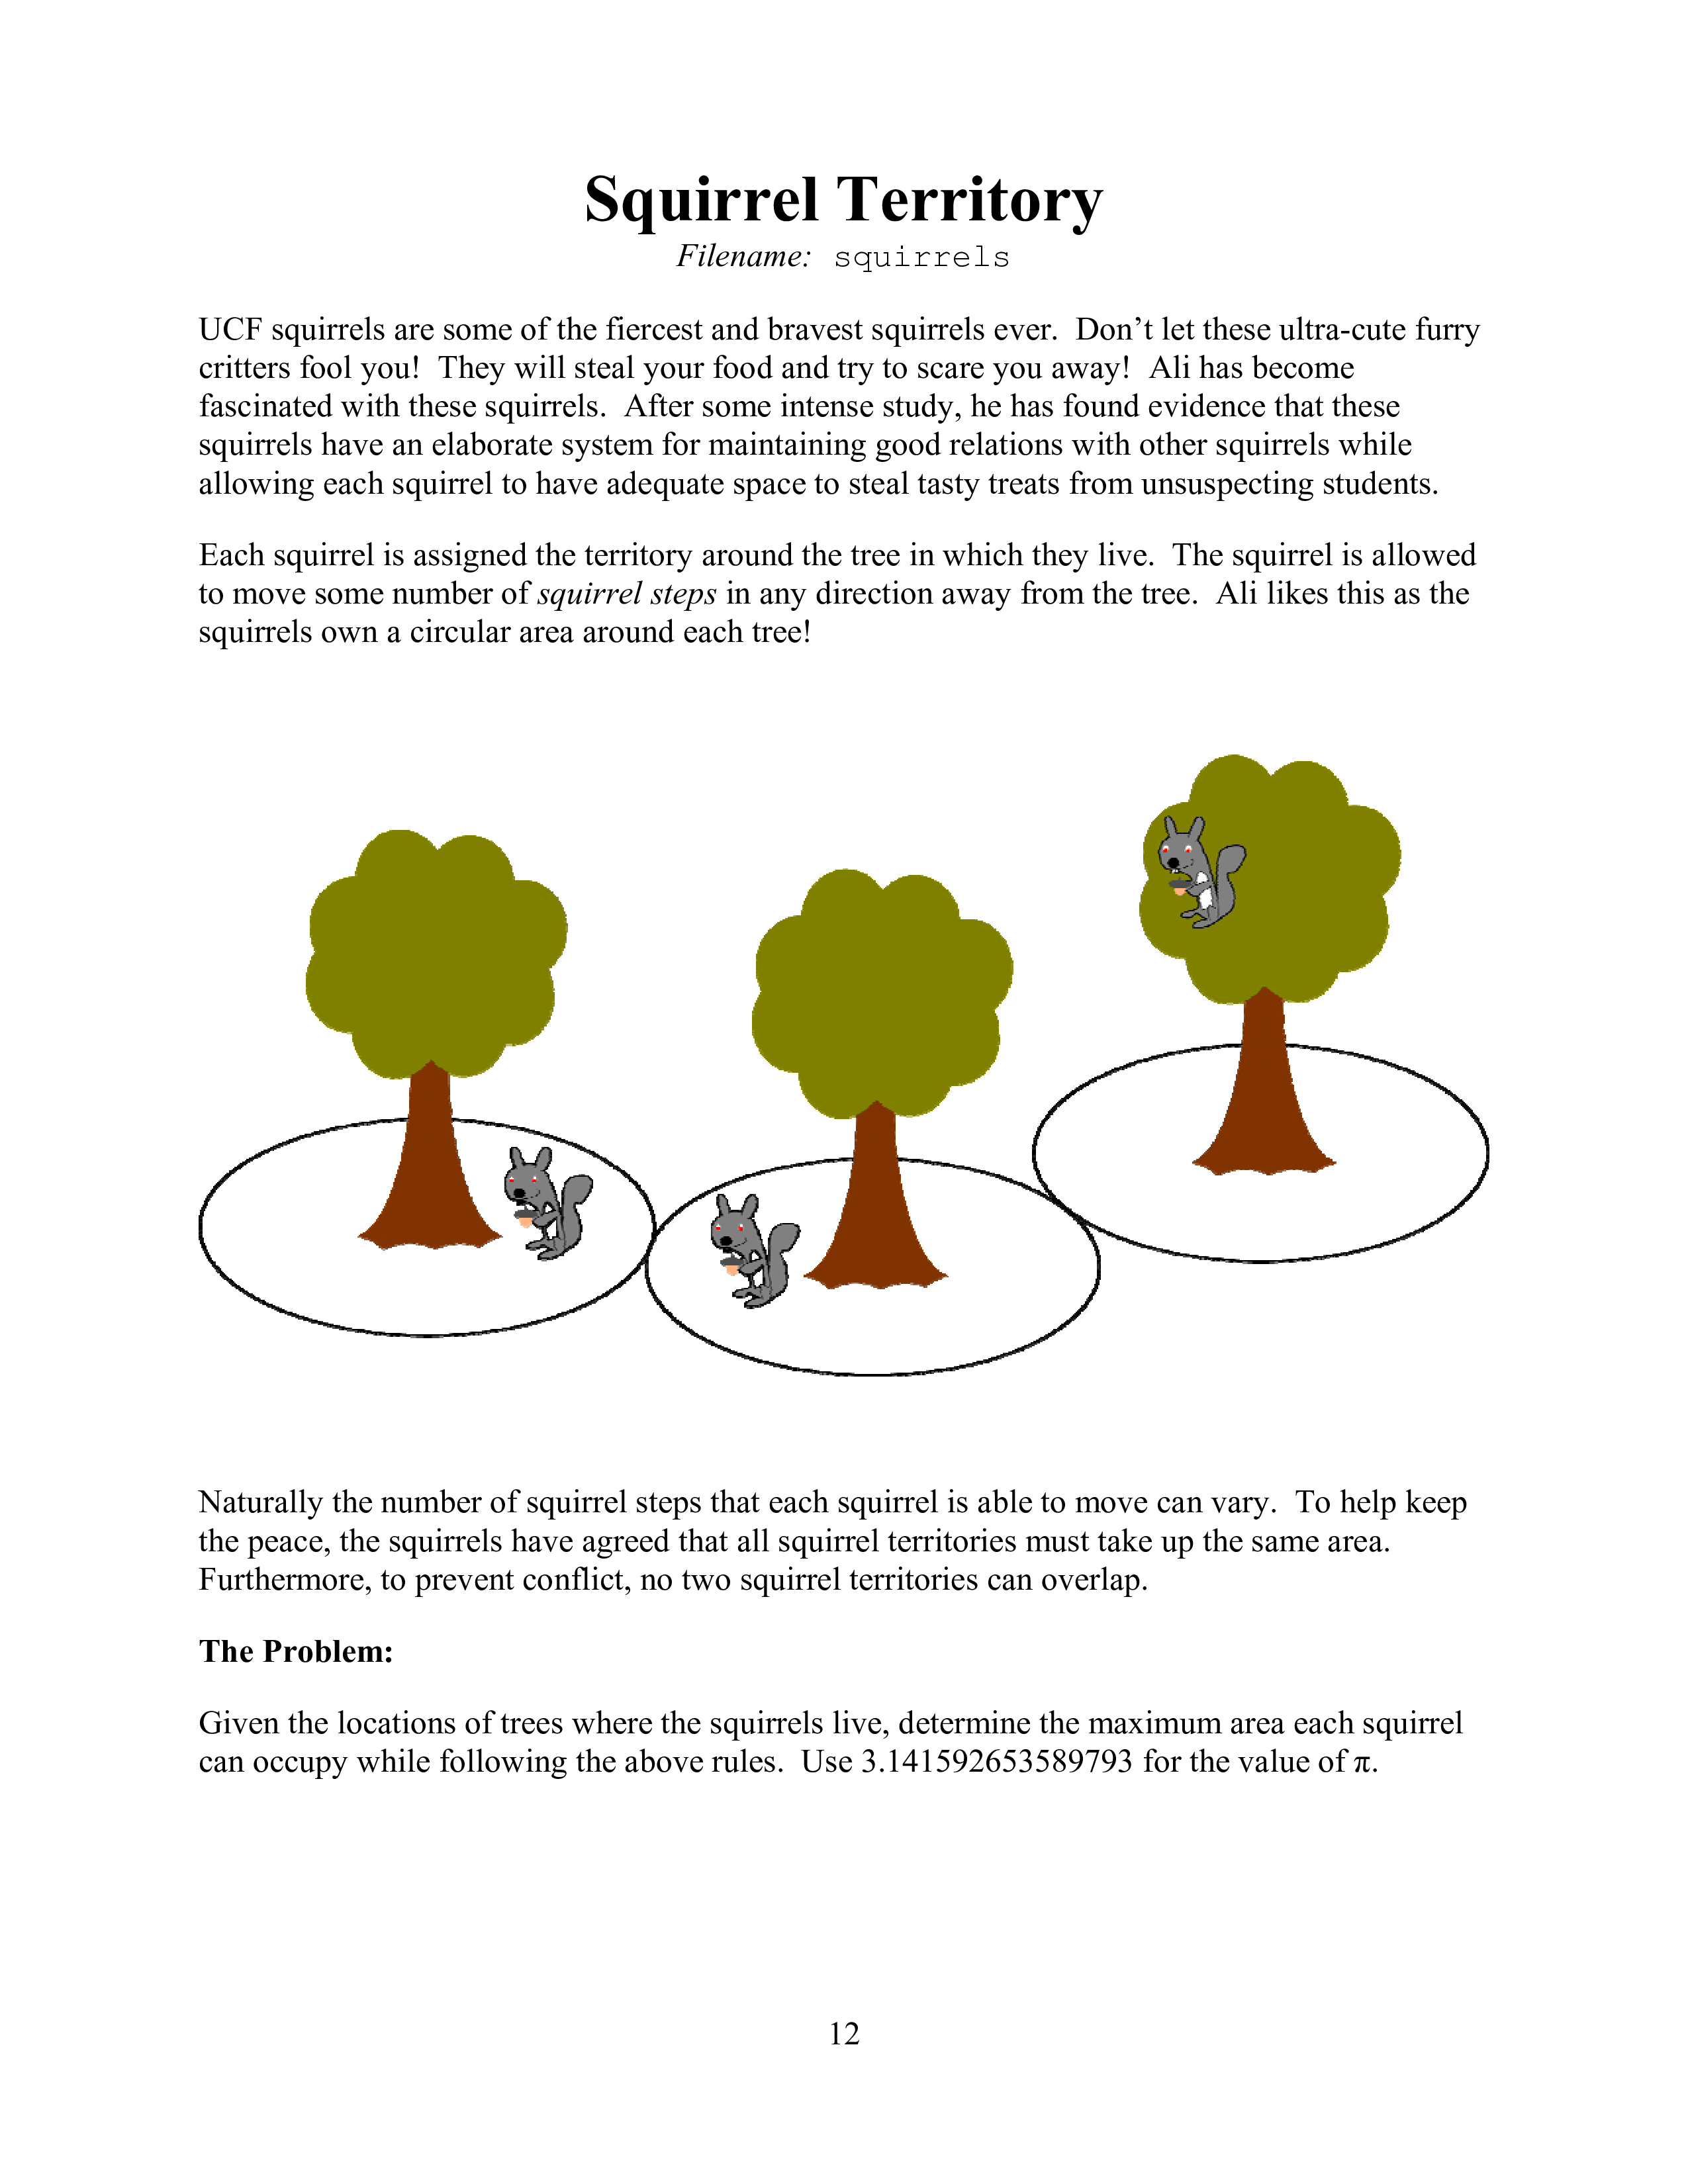 Squirrel Territory
Filename: squirrels
UCF squirrels are some of the fiercest and bravest squirrels ever.  Don’t let these ultra-cute furry
critters fool you!  They will steal your food and try to scare you away!  Ali has become
fascinated with these squirrels.  After some intense study, he has found evidence that these
squirrels have an elaborate system for maintaining good relations with other squirrels while
allowing each squirrel to have adequate space to steal tasty treats from unsuspecting students.
Each squirrel is assigned the territory around the tree in which they live.  The squirrel is allowed
to move some number of squirrel steps in any direction away from the tree.  Ali likes this as the
squirrels own a circular area around each tree!
Naturally the number of squirrel steps that each squirrel is able to move can vary.  To help keep
the peace, the squirrels have agreed that all squirrel territories must take up the same area.
Furthermore, to prevent conflict, no two squirrel territories can overlap.
The Problem:
Given the locations of trees where the squirrels live, determine the maximum area each squirrel
can occupy while following the above rules.  Use 3.141592653589793 for the value of π.
12